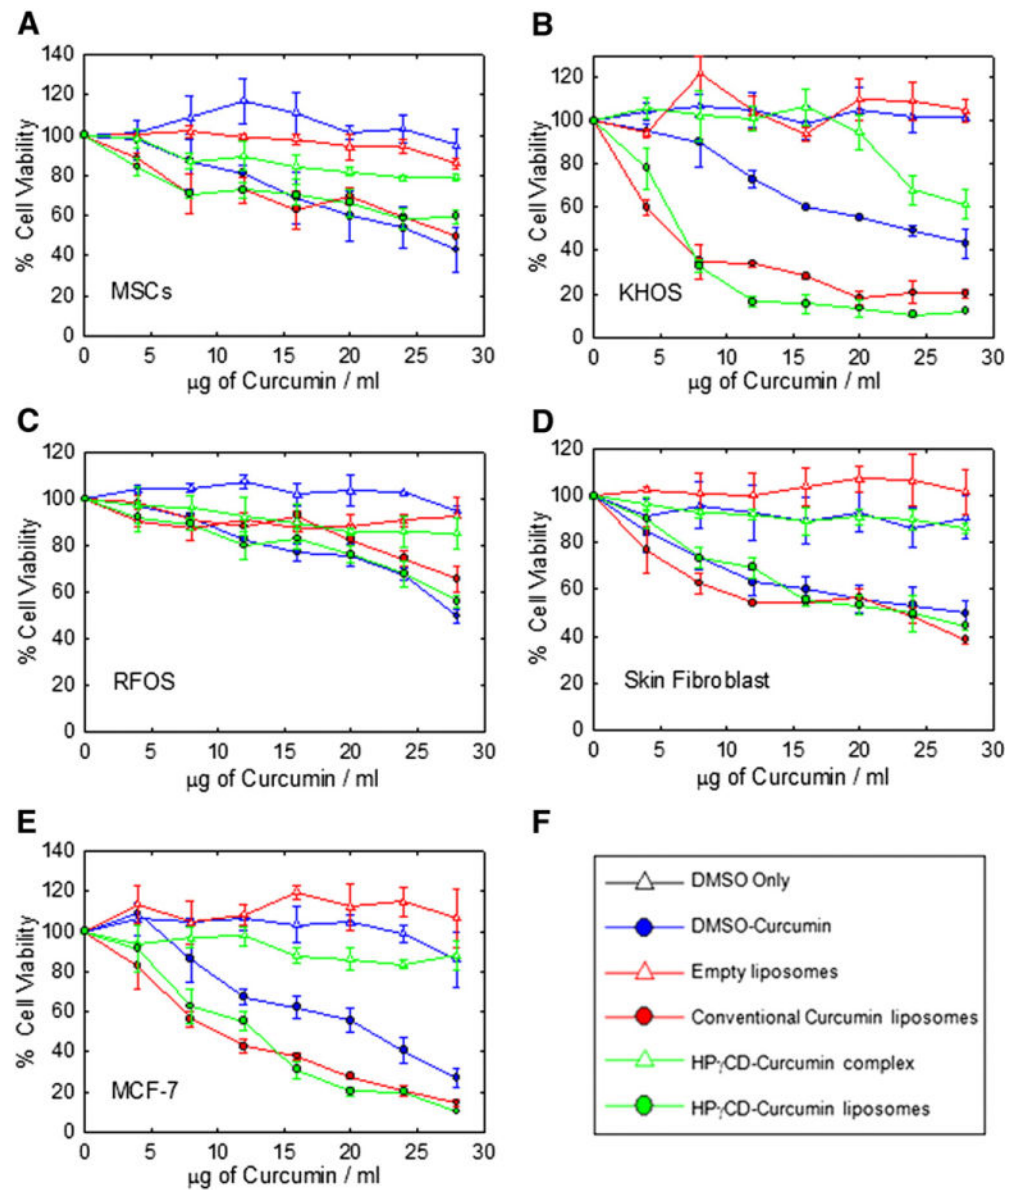 A
% Cell Viability
140
120
100
80
60
40
20
0
MSCs
0 5 10 15 20 25 30
µg of Curcumin / ml
B
% Cell Viability
120
100
80
60
40
20
0
KHOS
0 5 10 15 20 25 30
µg of Curcumin / ml
C
% Cell Viability
120
100
80
60
40
20
0
RFOS
0 5 10 15 20 25 30
µg of Curcumin / ml
D
% Cell Viability
120
100
80
60
40
20
0
Skin Fibroblast
0 5 10 15 20 25 30
µg of Curcumin / ml
E
% Cell Viability
140
120
100
80
60
40
20
0
MCF-7
0 5 10 15 20 25 30
µg of Curcumin / ml
F
DMSO Only
DMSO-Curcumin
Empty liposomes
Conventional Curcumin liposomes
HPγCD-Curcumin complex
HPγCD-Curcumin liposomes